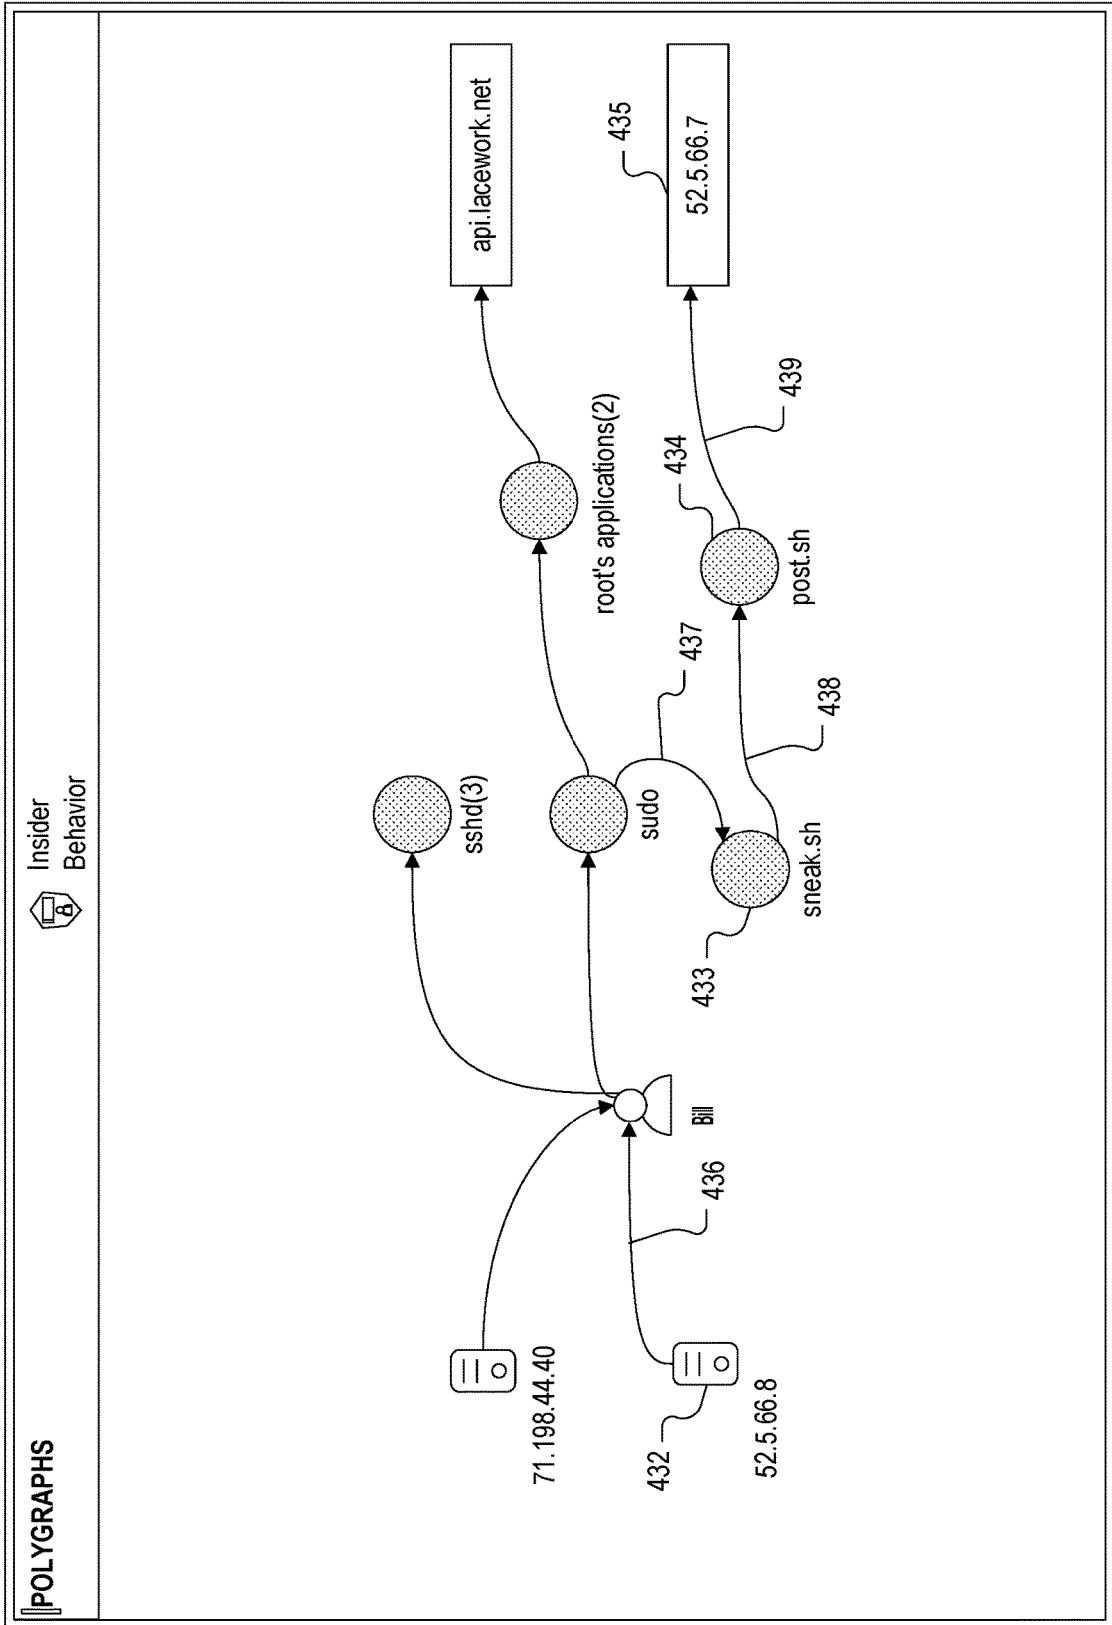 POLYGRAPHS
Insider
Behavior
71.198.44.40
432
52.5.66.8
436
Bill
sshd(3)
sudo
433
sneak.sh
437
438
root's applications(2)
434
post.sh
439
api.lacework.net
435
52.5.66.7